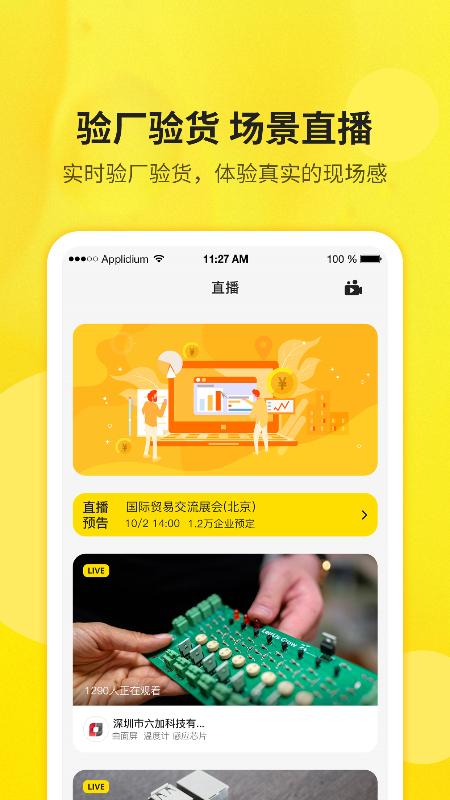 验厂验货 场景直播
实时验厂验货，体验真实的现场感
Applidium 11:27 AM 100 %
直播
直播 国际贸易交流展会(北京)
预告 10/2 14:00 1.2万企业预定
LIVE
1290人正在观看
深圳市六加科技有...
曲面屏 温度计 感应芯片
LIVE